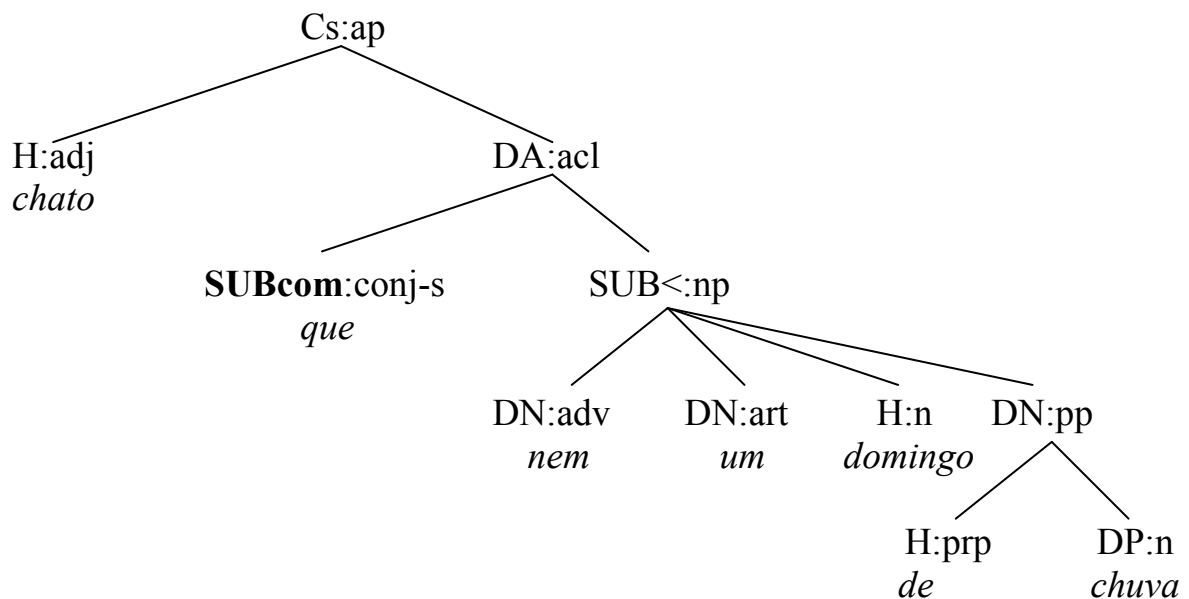 Cs:ap
H:adj DA:acl
chato
SUBcom:conj-s SUB<:np
que
DN:adv DN:art H:n DN:pp
nem um domingo
H:prp DP:n
de chuva